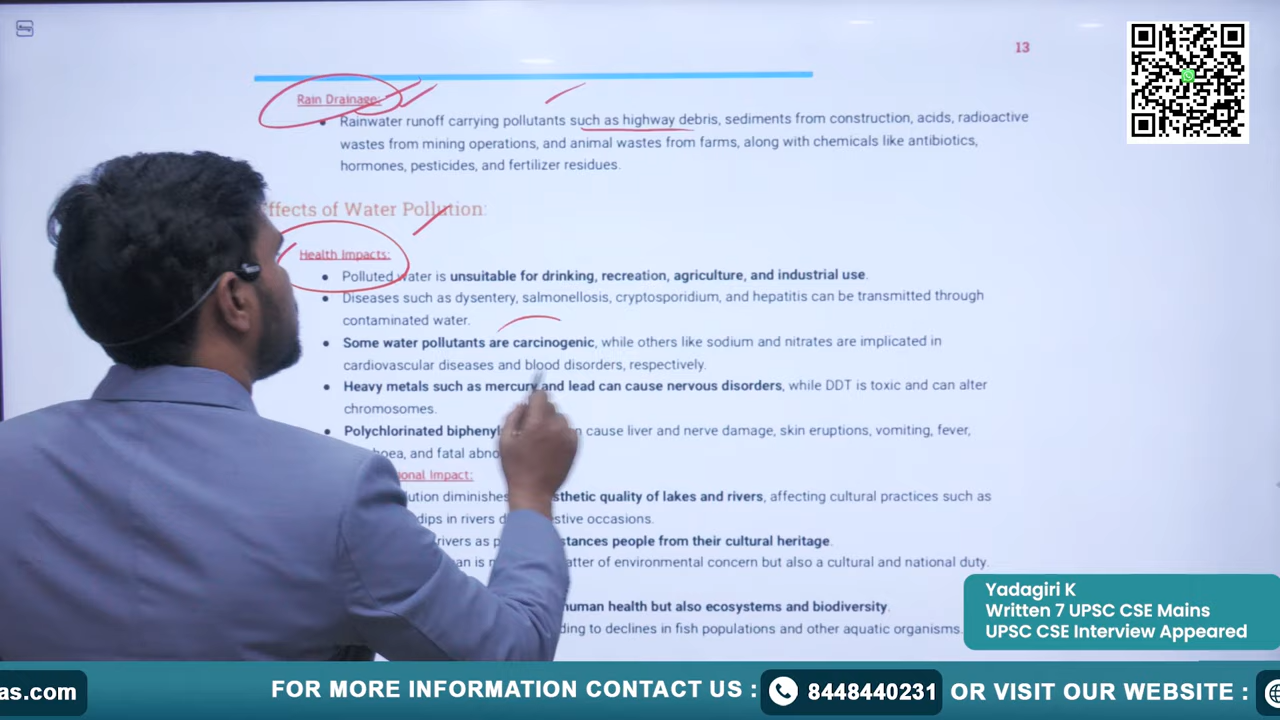 13
Rain Drainage:
Rainwater runoff carrying pollutants such as highway debris, sediments from construction, acids, radioactive
wastes from mining operations, and animal wastes from farms, along with chemicals like antibiotics,
hormones, pesticides, and fertilizer residues.
ffects of Water Pollution:
Health Impacts:
Polluted water is unsuitable for drinking, recreation, agriculture, and industrial use.
Diseases such as dysentery, salmonellosis, cryptosporidium, and hepatitis can be transmitted through
contaminated water.
Some water pollutants are carcinogenic, while others like sodium and nitrates are implicated in
cardiovascular diseases and blood disorders, respectively.
Heavy metals such as mercury and lead can cause nervous disorders, while DDT is toxic and can alter
chromosomes.
Polychlorinated biphenyl cause liver and nerve damage, skin eruptions, vomiting, fever,
hoea, and fatal abno
onal Impact:
ution diminishes sthetic quality of lakes and rivers, affecting cultural practices such as
dips in rivers d stive occasions.
rivers as p stances people from their cultural heritage.
an is n atter of environmental concern but also a cultural and national duty.
human health but also ecosystems and biodiversity.
ding to declines in fish populations and other aquatic organisms.
Yadagiri K
Written 7 UPSC CSE Mains
UPSC CSE Interview Appeared
as.com FOR MORE INFORMATION CONTACT US : 8448440231 OR VISIT OUR WEBSITE :